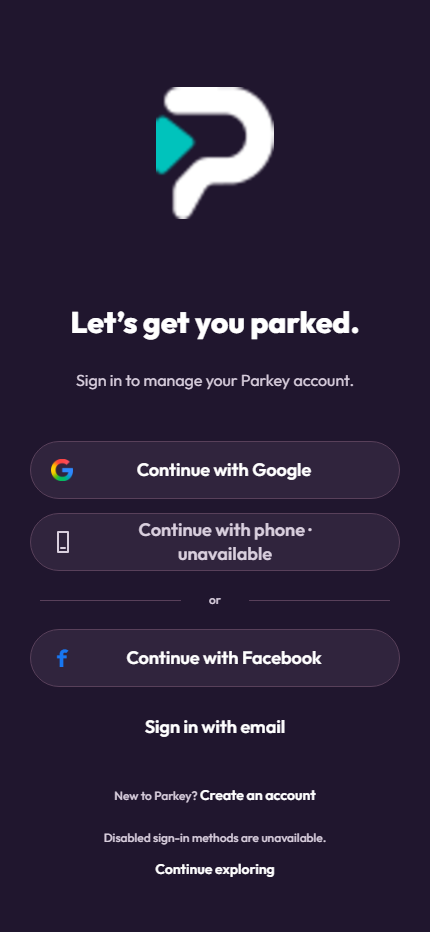 Let’s get you parked.
Sign in to manage your Parkey account.
Continue with Google
Continue with phone ·
unavailable
or
Continue with Facebook
Sign in with email
New to Parkey? Create an account
Disabled sign-in methods are unavailable.
Continue exploring